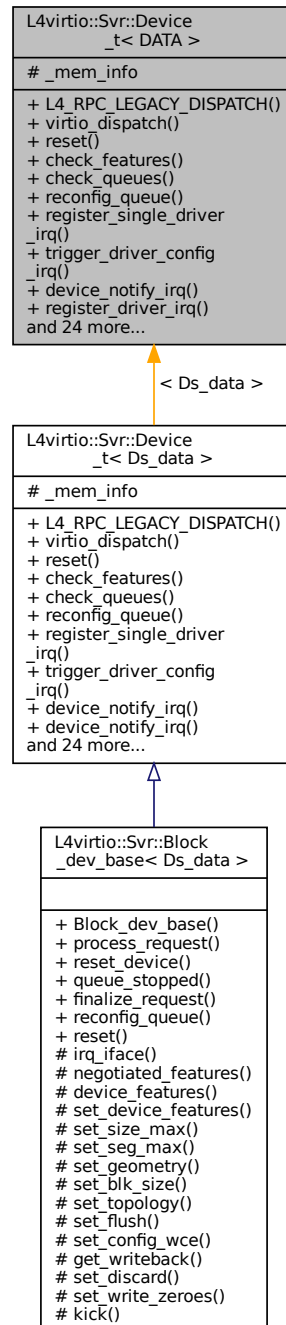 L4virtio::Svr::Device
_t< DATA >
# _mem_info
+ L4_RPC_LEGACY_DISPATCH()
+ virtio_dispatch()
+ reset()
+ check_features()
+ check_queues()
+ reconfig_queue()
+ register_single_driver
_irq()
+ trigger_driver_config
_irq()
+ device_notify_irq()
+ register_driver_irq()
and 24 more...
< Ds_data >
L4virtio::Svr::Device
_t< Ds_data >
# _mem_info
+ L4_RPC_LEGACY_DISPATCH()
+ virtio_dispatch()
+ reset()
+ check_features()
+ check_queues()
+ reconfig_queue()
+ register_single_driver
_irq()
+ trigger_driver_config
_irq()
+ device_notify_irq()
+ device_notify_irq()
and 24 more...
L4virtio::Svr::Block
_dev_base< Ds_data >
+ Block_dev_base()
+ process_request()
+ reset_device()
+ queue_stopped()
+ finalize_request()
+ reconfig_queue()
+ reset()
# irq_iface()
# negotiated_features()
# device_features()
# set_device_features()
# set_size_max()
# set_seg_max()
# set_geometry()
# set_blk_size()
# set_topology()
# set_flush()
# set_config_wce()
# get_writeback()
# set_discard()
# set_write_zeroes()
# kick()